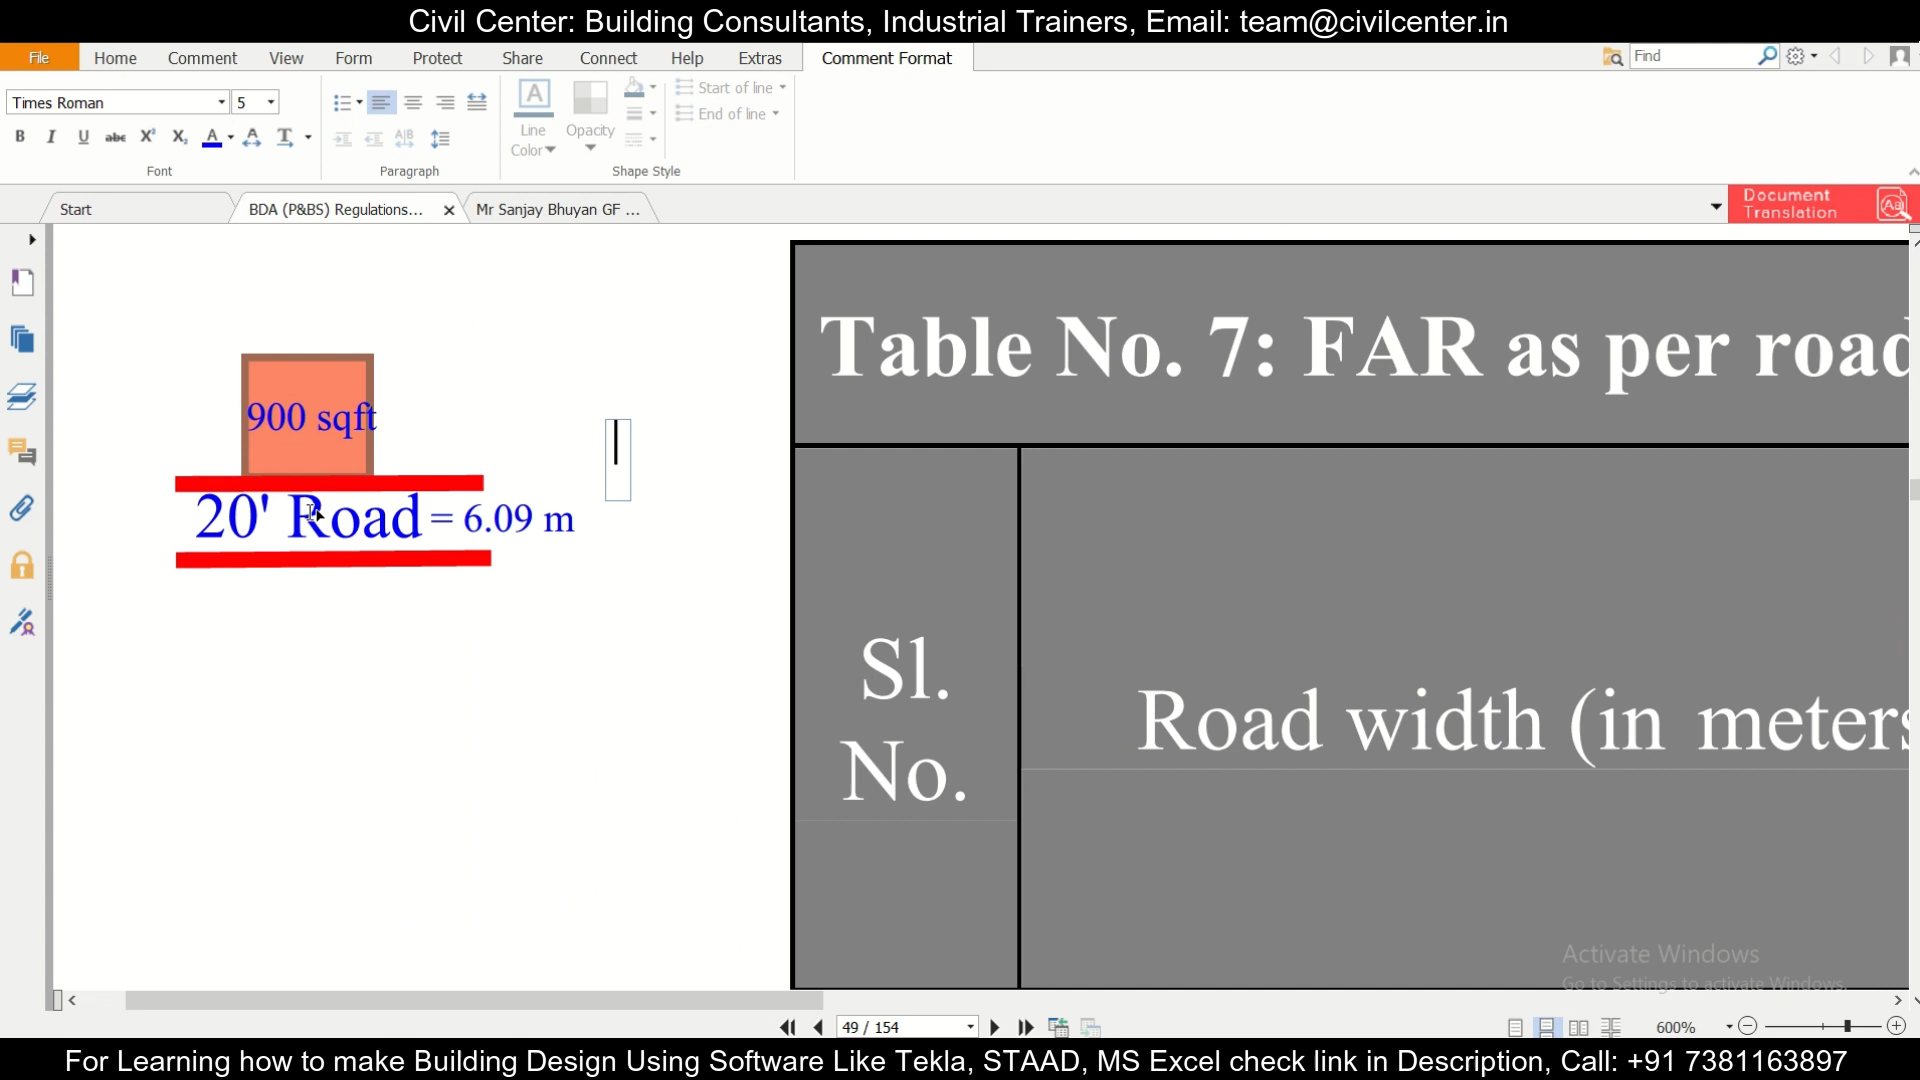 Civil Center: Building Consultants, Industrial Trainers, Email: team@civilcenter.in
File Home Comment View Form Protect Share Connect Help Extras Comment Format Find
Times Roman 5 Start of line
End of line
B I U abc X² X₂ A A T Line Color Opacity
Font Paragraph Shape Style
Start BDA (P&BS) Regulations... Mr Sanjay Bhuyan GF ... Document Translation
Table No. 7: FAR as per road
900 sqft
20' Road = 6.09 m
Sl.
No.
Road width (in meters
Activate Windows
Go to Settings to activate Windows.
49 / 154 600%
For Learning how to make Building Design Using Software Like Tekla, STAAD, MS Excel check link in Description, Call: +91 7381163897